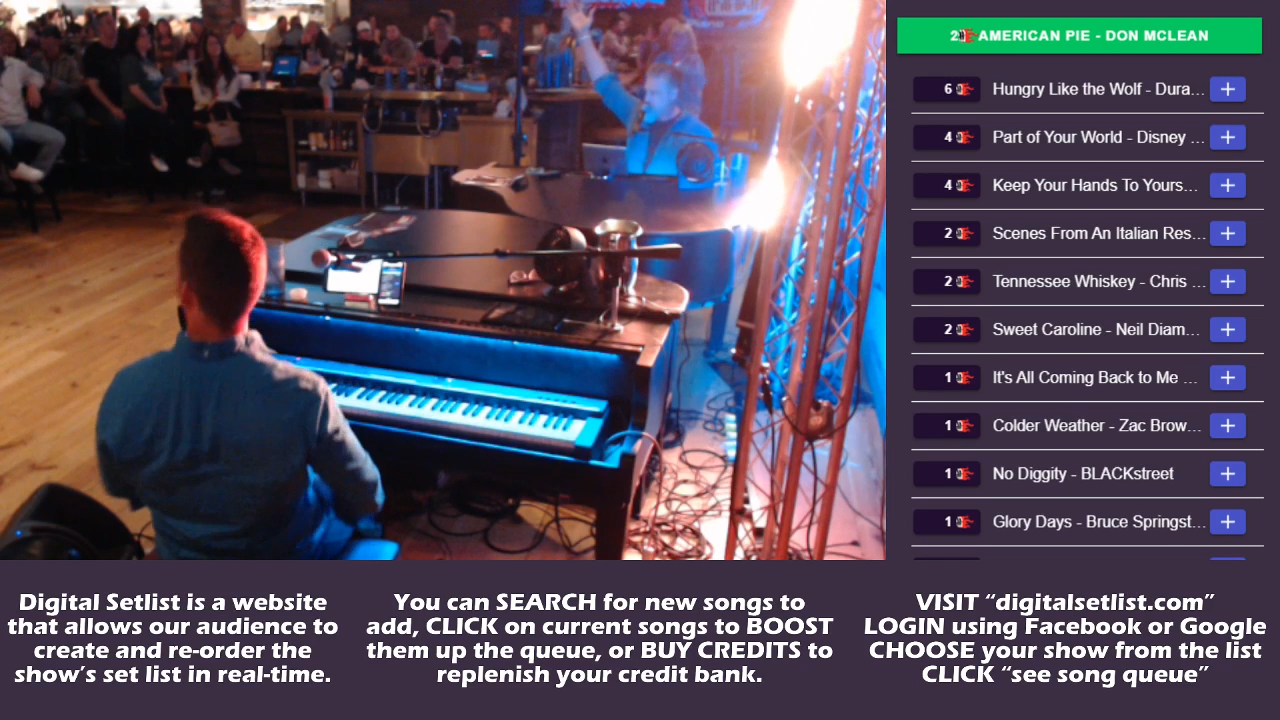 2 AMERICAN PIE - DON MCLEAN
6 Hungry Like the Wolf - Dura...
4 Part of Your World - Disney ...
4 Keep Your Hands To Yours...
2 Scenes From An Italian Res...
2 Tennessee Whiskey - Chris ...
2 Sweet Caroline - Neil Diam...
1 It's All Coming Back to Me ...
1 Colder Weather - Zac Brow...
1 No Diggity - BLACKstreet
1 Glory Days - Bruce Springst...
Digital Setlist is a website
that allows our audience to
create and re-order the
show's set list in real-time.
You can SEARCH for new songs to
add, CLICK on current songs to BOOST
them up the queue, or BUY CREDITS to
replenish your credit bank.
VISIT “digitalsetlist.com”
LOGIN using Facebook or Google
CHOOSE your show from the list
CLICK “see song queue”